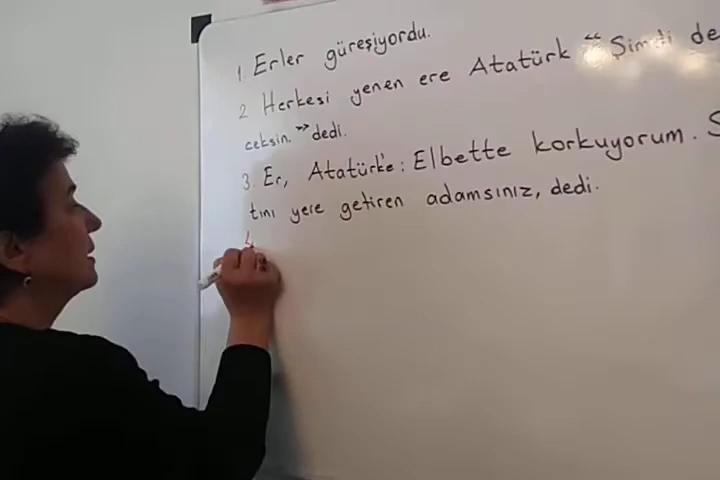 1 Erler güreşiyordu.
2 Herkesi yenen ere Atatürk "Şimdi de
ceksin." dedi.
3. Er, Atatürk'e: Elbette korkuyorum. S
tını yere getiren adamsınız, dedi.
4